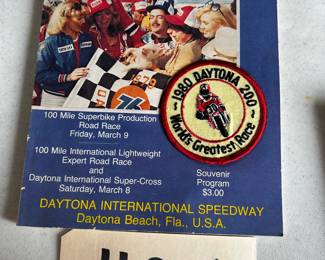 76
1980 DAYTONA 200
World's Greatest Race
100 Mile Superbike Production
Road Race
Friday, March 9
100 Mile International Lightweight
Expert Road Race
and
Daytona International Super-Cross
Saturday, March 8
Souvenir
Program
$3.00
DAYTONA INTERNATIONAL SPEEDWAY
Daytona Beach, Fla., U.S.A.